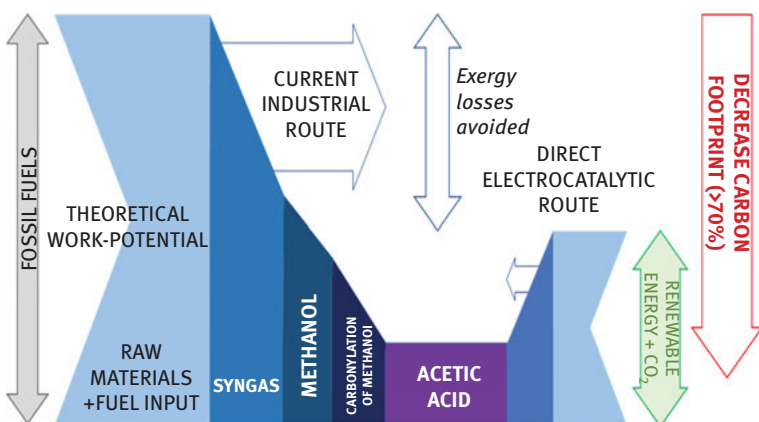 FOSSIL FUELS
THEORETICAL
WORK-POTENTIAL
RAW
MATERIALS
+FUEL INPUT
SYNGAS
METHANOL
CARBONYLATION
OF METHANOl
CURRENT
INDUSTRIAL
ROUTE
Exergy
losses
avoided
ACETIC
ACID
DIRECT
ELECTROCATALYTIC
ROUTE
RENEWABLE
ENERGY + CO₂
DECREASE CARBON
FOOTPRINT (>70%)